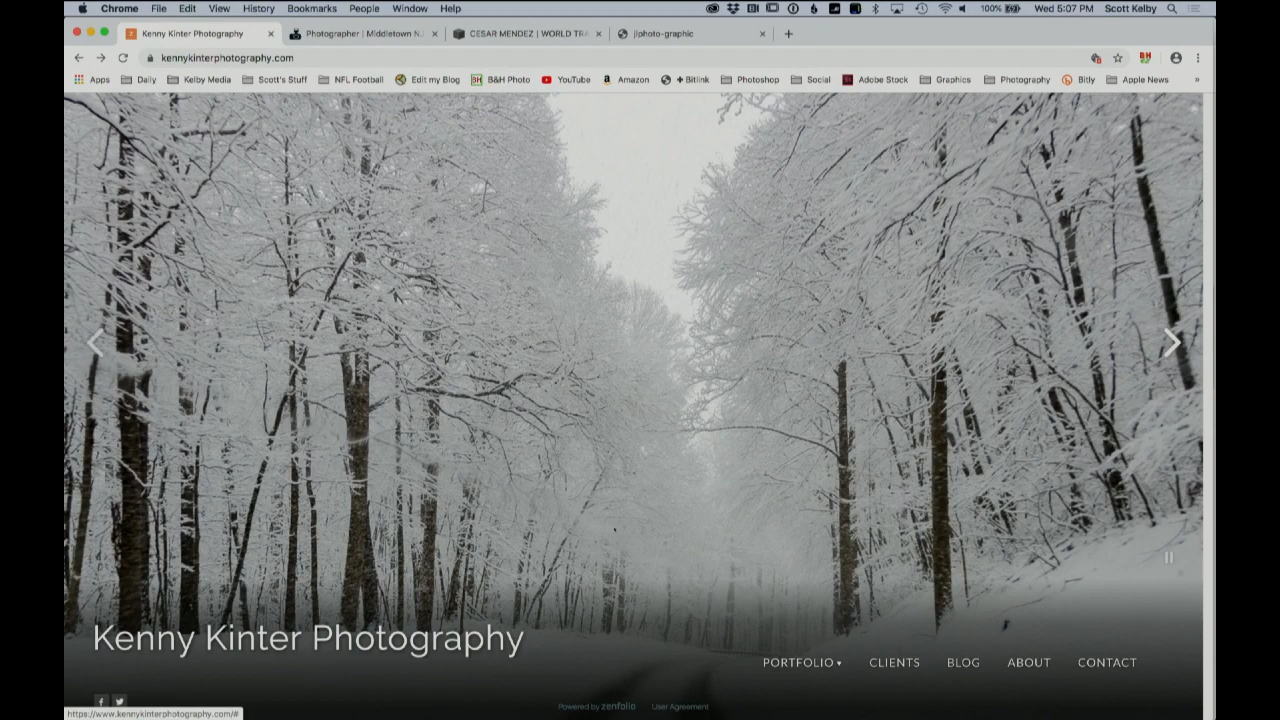 Chrome File Edit View History Bookmarks People Window Help 100% Wed 5:07 PM Scott Kelby
Kenny Kinter Photography Photographer | Middletown NJ CESAR MENDEZ | WORLD TRA jlphoto-graphic
kennykinterphotography.com
Apps Daily Kelby Media Scott's Stuff NFL Football Edit my Blog B&H Photo YouTube Amazon + Bitlink Photoshop Social Adobe Stock Graphics Photography Bitly Apple News »
Kenny Kinter Photography
PORTFOLIO CLIENTS BLOG ABOUT CONTACT
Powered by zenfolio User Agreement
https://www.kennykinterphotography.com/#